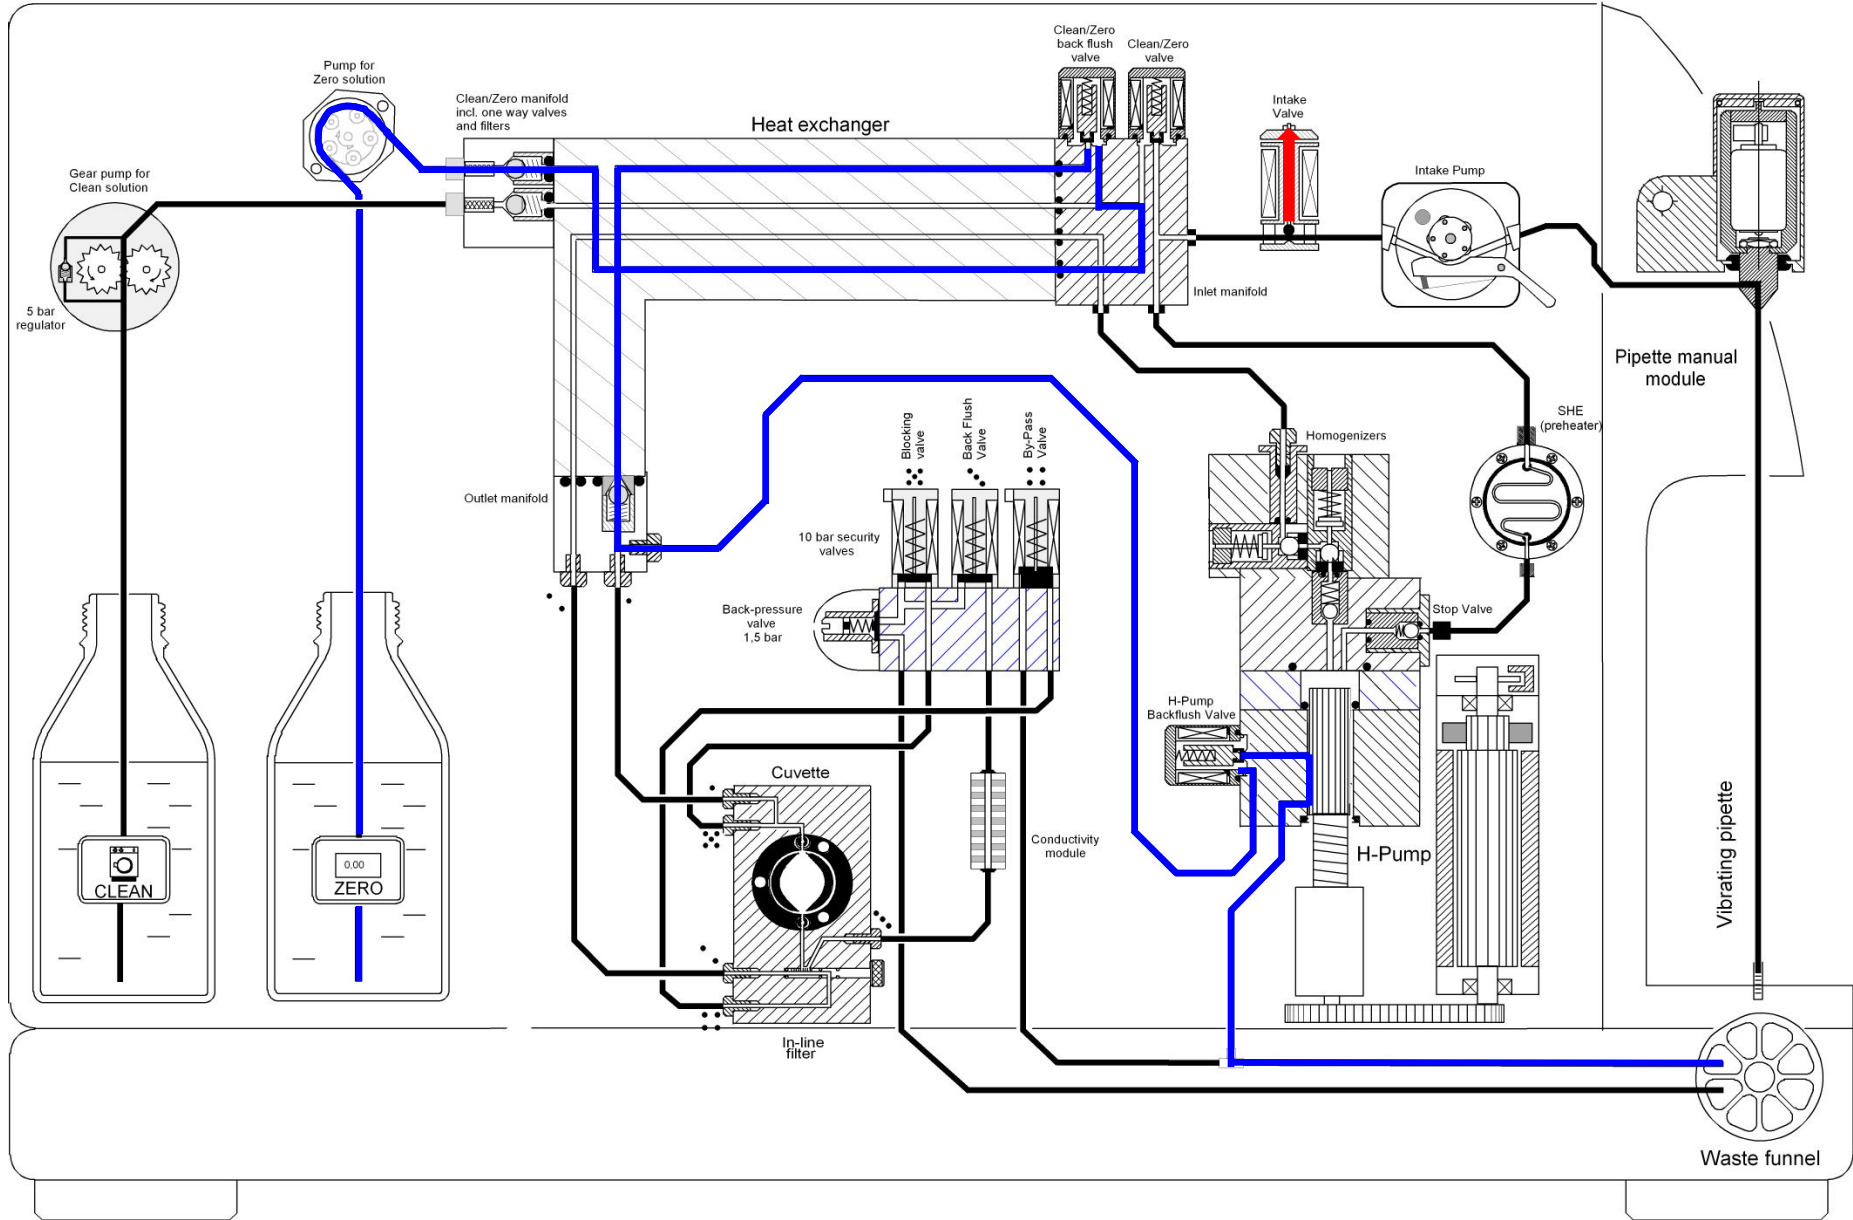 Clean/Zero
back flush
valve
Clean/Zero
valve
Pump for
Zero solution
Clean/Zero manifold
incl. one way valves
and filters
Heat exchanger
Intake
Valve
Gear pump for
Clean solution
Intake Pump
5 bar
regulator
Inlet manifold
Pipette manual
module
SHE
(preheater)
Blocking
valve
Back Flush
Valve
By-Pass
Valve
Homogenizers
Outlet manifold
10 bar security
valves
Back-pressure
valve
1,5 bar
Stop Valve
H-Pump
Backflush Valve
Cuvette
Conductivity
module
H-Pump
Vibrating pipette
CLEAN
0,00
ZERO
In-line
filter
Waste funnel